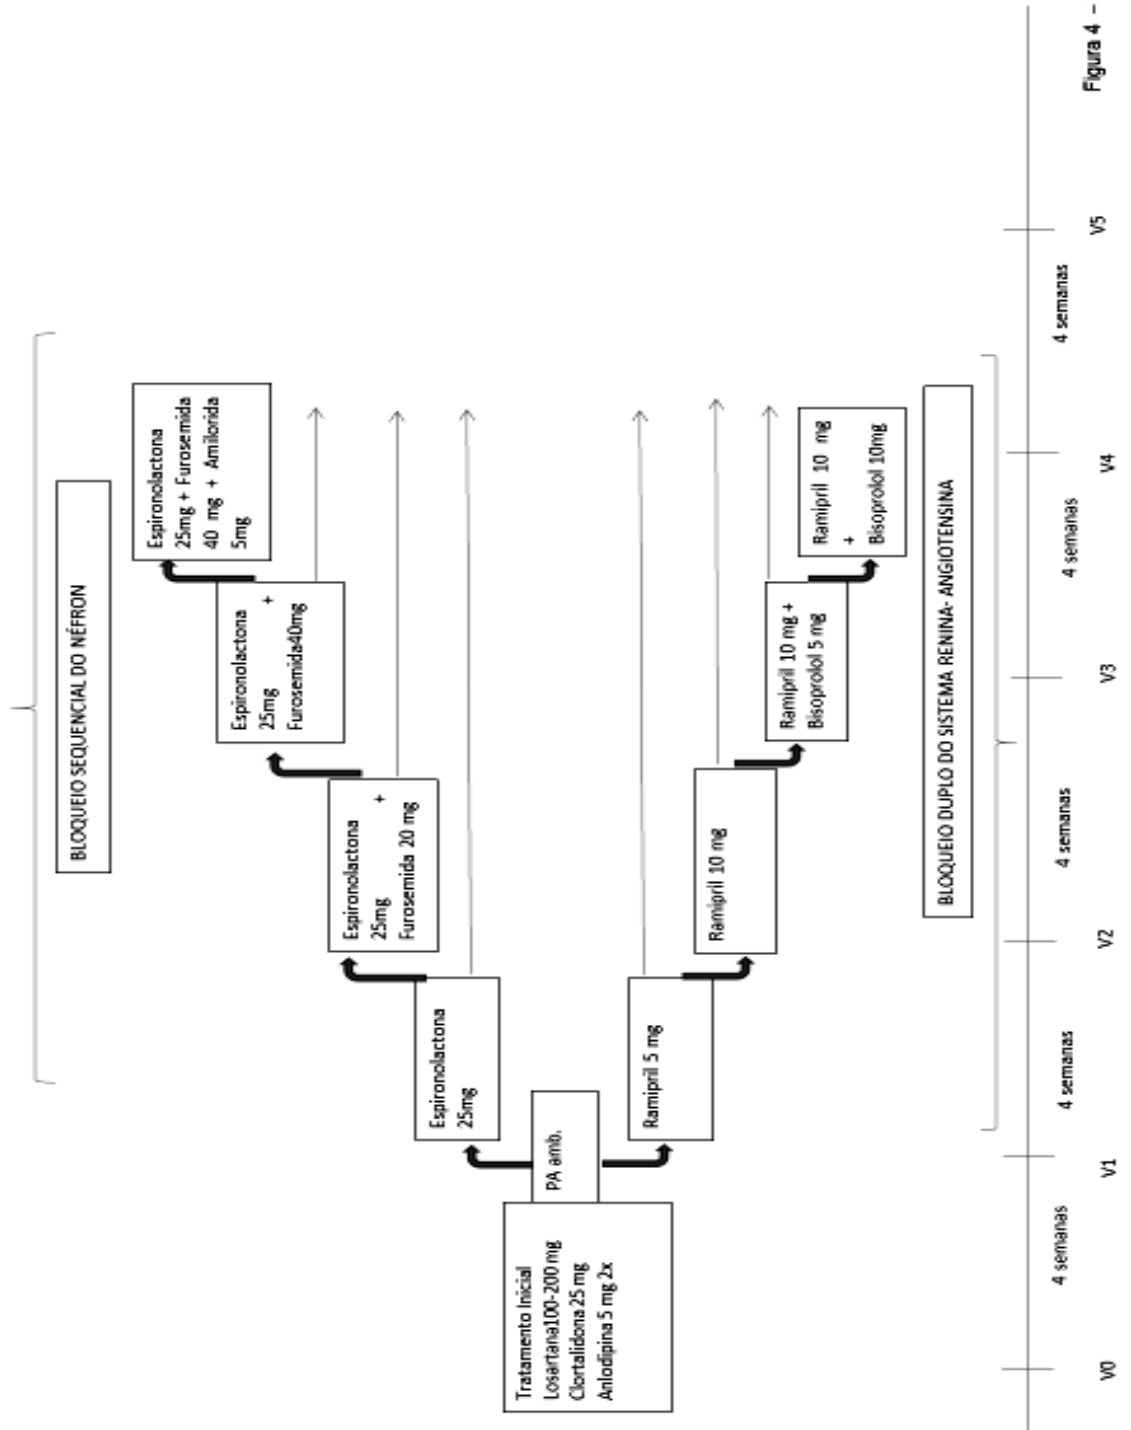 BLOQUEIO SEQUENCIAL DO NÉFRON
Espironolactona
25mg + Furosemida
40 mg + Amilorida
5mg
Espironolactona
25mg +
Furosemida40mg
Espironolactona
25mg +
Furosemida 20 mg
Espironolactona
25mg
Tratamento Inicial
Losartana100-200 mg
Clortalidona 25 mg
Anlodipina 5 mg 2x
PA amb.
Ramipril 5 mg
Ramipril 10 mg
Ramipril 10 mg +
Bisoprolol 5 mg
Ramipril 10 mg
+
Bisoprolol 10mg
BLOQUEIO DUPLO DO SISTEMA RENINA- ANGIOTENSINA
4 semanas
4 semanas
4 semanas
4 semanas
4 semanas
V0
V1
V2
V3
V4
V5
Figura 4 –